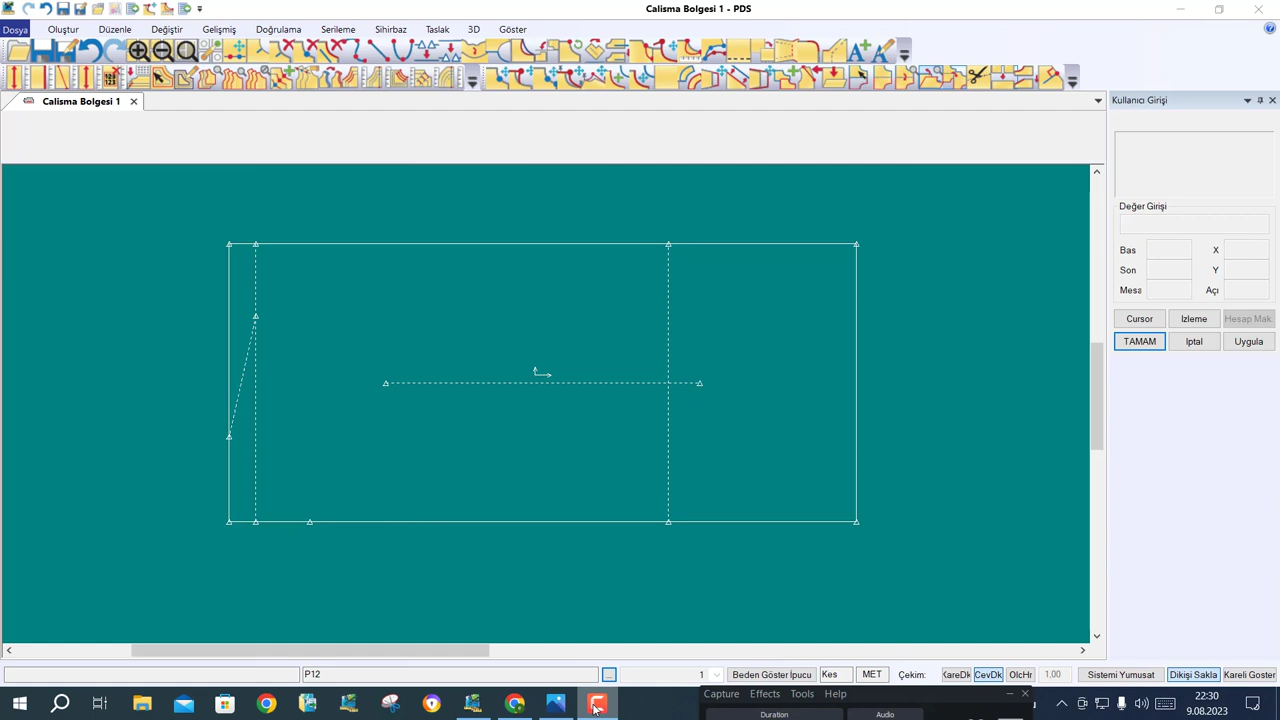 Calisma Bolgesi 1 - PDS
Dosya Oluştur Düzenle Değiştir Gelişmiş Doğrulama Serileme Sihirbaz Taslak 3D Göster
Calisma Bolgesi 1
Kullanıcı Girişi
Değer Girişi
Bas X
Son Y
Mesa Açı
Cursor Izleme Hesap Mak
TAMAM Iptal Uygula
P12 ... 1 Beden Göster İpucu Kes MET Çekim: KareDk CevDk OlcHr 1,00 Sistemi Yumusat Dikişi Sakla Kareli Goster
Capture Effects Tools Help
Duration Audio
22:30
9.08.2023